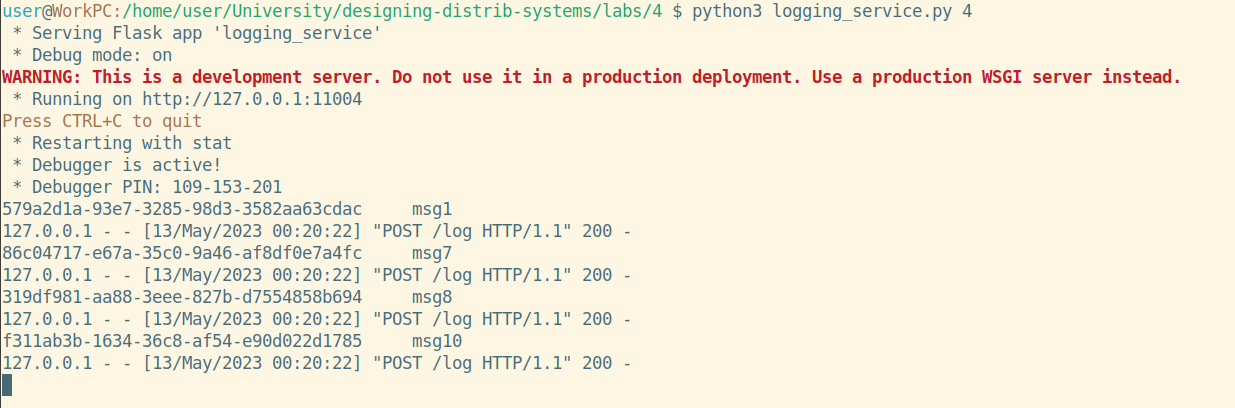 user@WorkPC:/home/user/University/designing-distrib-systems/labs/4 $ python3 logging_service.py 4
 * Serving Flask app 'logging_service'
 * Debug mode: on
WARNING: This is a development server. Do not use it in a production deployment. Use a production WSGI server instead.
 * Running on http://127.0.0.1:11004
Press CTRL+C to quit
 * Restarting with stat
 * Debugger is active!
 * Debugger PIN: 109-153-201
579a2d1a-93e7-3285-98d3-3582aa63cdac     msg1
127.0.0.1 - - [13/May/2023 00:20:22] "POST /log HTTP/1.1" 200 -
86c04717-e67a-35c0-9a46-af8df0e7a4fc     msg7
127.0.0.1 - - [13/May/2023 00:20:22] "POST /log HTTP/1.1" 200 -
319df981-aa88-3eee-827b-d7554858b694     msg8
127.0.0.1 - - [13/May/2023 00:20:22] "POST /log HTTP/1.1" 200 -
f311ab3b-1634-36c8-af54-e90d022d1785     msg10
127.0.0.1 - - [13/May/2023 00:20:22] "POST /log HTTP/1.1" 200 -